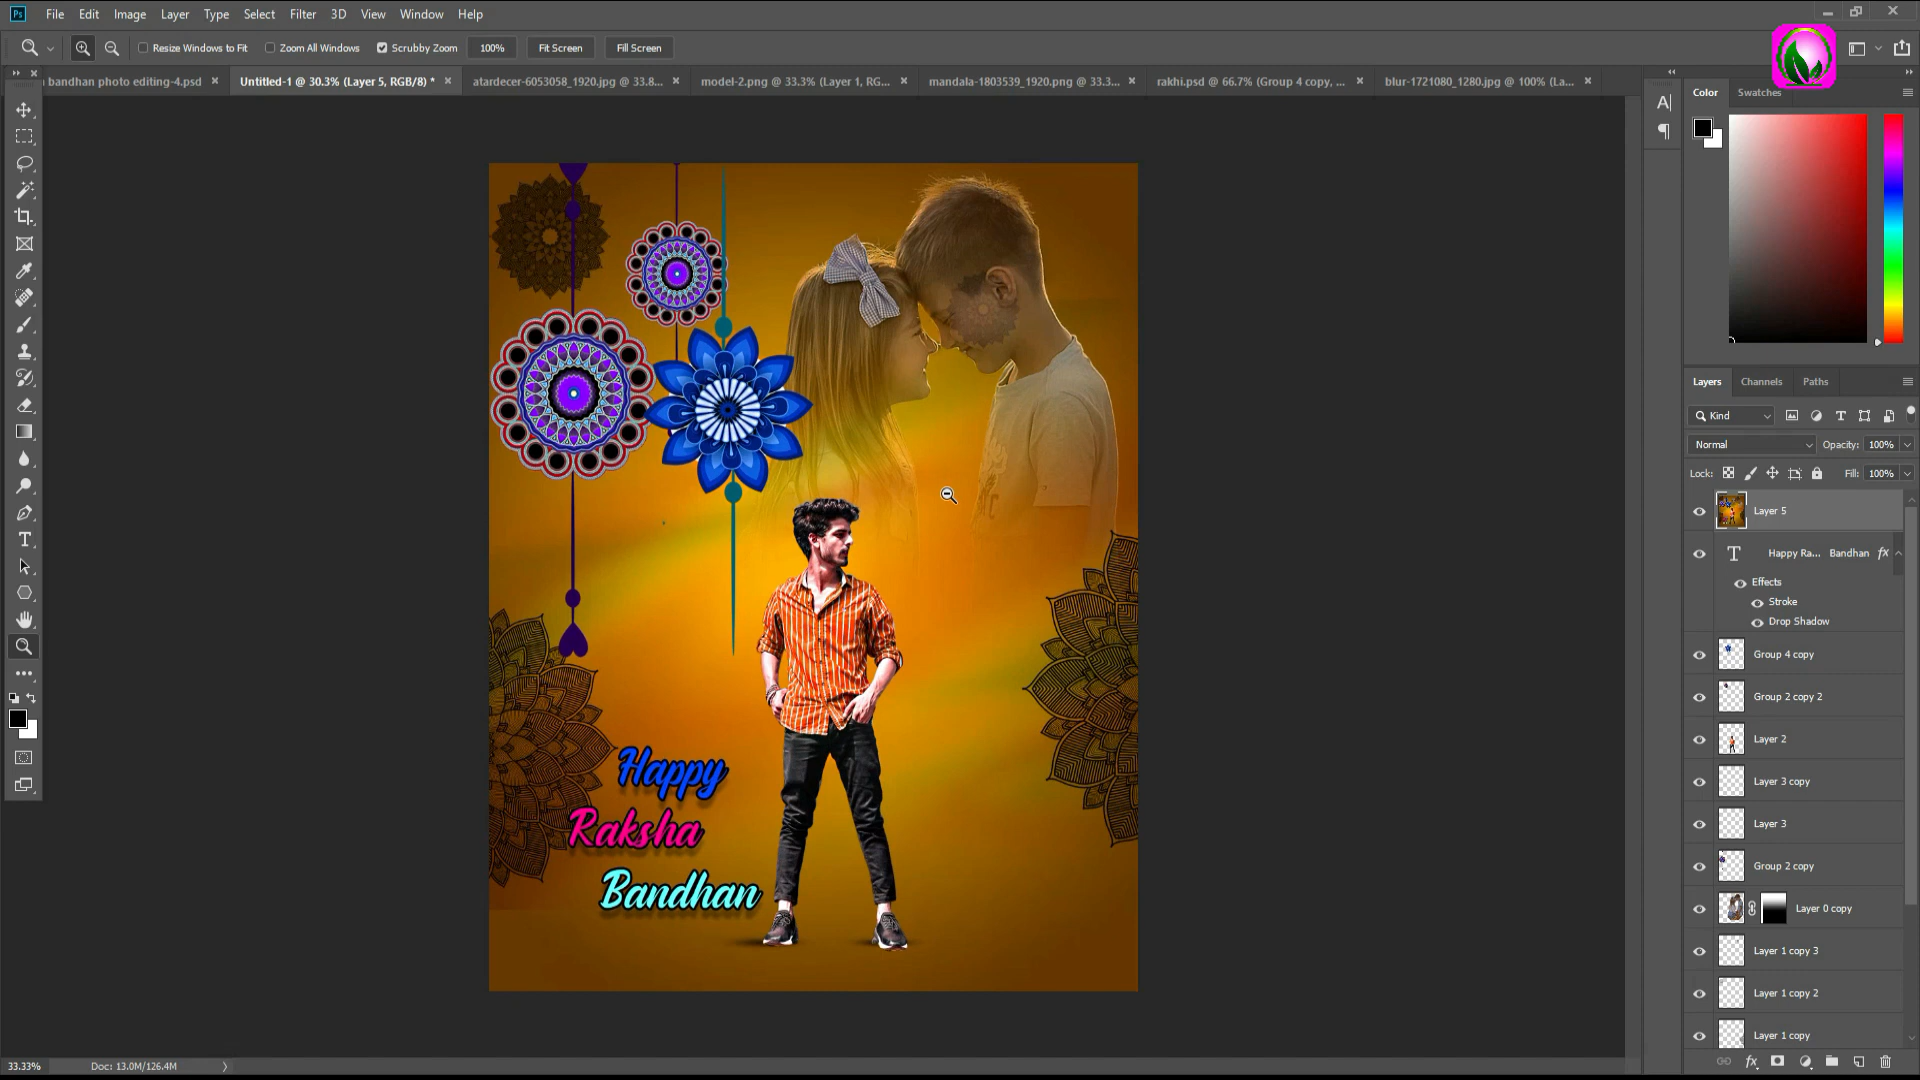 Ps File Edit Image Layer Type Select Filter 3D View Window Help
Resize Windows to Fit Zoom All Windows Scrubby Zoom 100% Fit Screen Fill Screen
bandhan photo editing-4.psd Untitled-1 @ 30.3% (Layer 5, RGB/8) * atardecer-6053058_1920.jpg @ 33.8... model-2.png @ 33.3% (Layer 1, RG... mandala-1803539_1920.png @ 33.3... rakhi.psd @ 66.7% (Group 4 copy, ... blur-1721080_1280.jpg @ 100% (La...
Color Swatches
Layers Channels Paths
Kind
Normal Opacity: 100%
Lock: Fill: 100%
Layer 5
Happy Ra... Bandhan fx
Effects
Stroke
Drop Shadow
Group 4 copy
Group 2 copy 2
Layer 2
Layer 3 copy
Layer 3
Group 2 copy
Layer 0 copy
Layer 1 copy 3
Layer 1 copy 2
Layer 1 copy
Happy
Raksha
Bandhan
33.33% Doc: 13.0M/126.4M